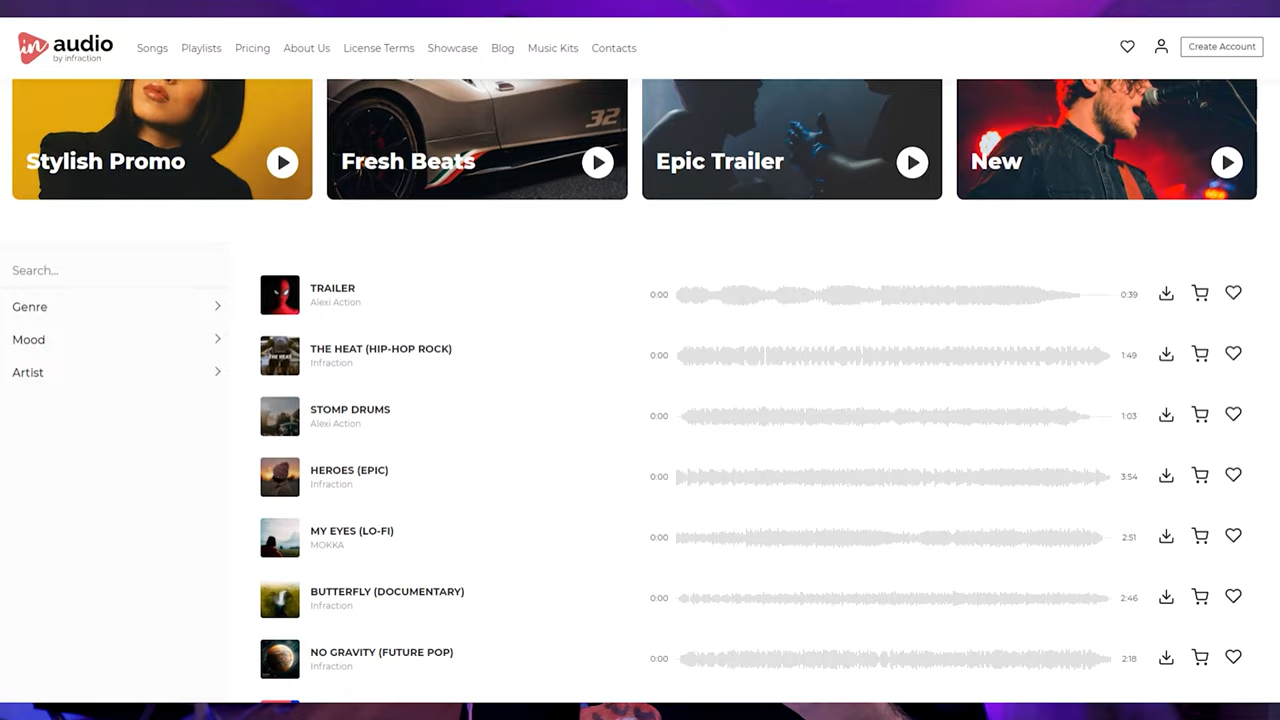 in audio
by infraction
Songs Playlists Pricing About Us License Terms Showcase Blog Music Kits Contacts
Create Account
32
Stylish Promo
Fresh Beats
Epic Trailer
New
Search...
Genre
Mood
Artist
TRAILER
Alexi Action
0:00
0:39
THE HEAT (HIP-HOP ROCK)
Infraction
0:00
1:49
STOMP DRUMS
Alexi Action
0:00
1:03
HEROES (EPIC)
Infraction
0:00
3:54
MY EYES (LO-FI)
MOKKA
0:00
2:51
BUTTERFLY (DOCUMENTARY)
Infraction
0:00
2:46
NO GRAVITY (FUTURE POP)
Infraction
0:00
2:18